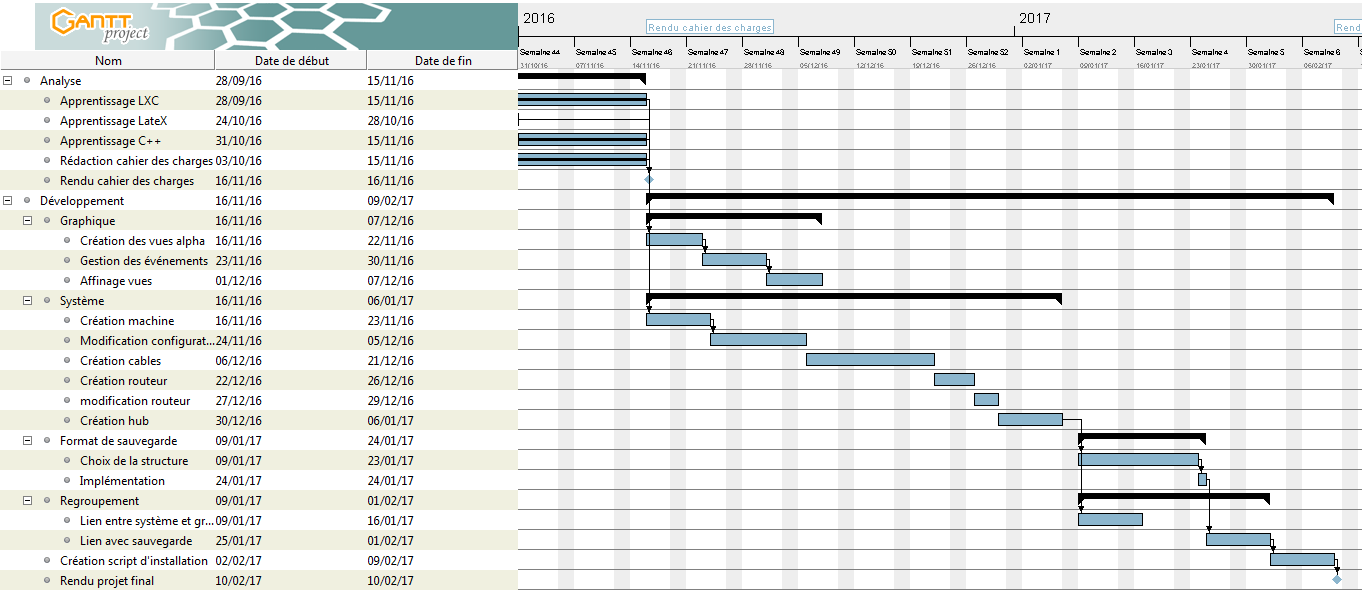 GANTT
project
2016
2017
Rendu cahier des charges
Rend
Semaine 44 Semaine 45 Semaine 46 Semaine 47 Semaine 48 Semaine 49 Semaine 50 Semaine 51 Semaine 52 Semaine 1 Semaine 2 Semaine 3 Semaine 4 Semaine 5 Semaine 6
31/10/16 07/11/16 14/11/16 21/11/16 28/11/16 05/12/16 12/12/16 19/12/16 26/12/16 02/01/17 09/01/17 16/01/17 23/01/17 30/01/17 06/02/17
Nom Date de début Date de fin
Analyse 28/09/16 15/11/16
Apprentissage LXC 28/09/16 15/11/16
Apprentissage LateX 24/10/16 28/10/16
Apprentissage C++ 31/10/16 15/11/16
Rédaction cahier des charges 03/10/16 15/11/16
Rendu cahier des charges 16/11/16 16/11/16
Développement 16/11/16 09/02/17
Graphique 16/11/16 07/12/16
Création des vues alpha 16/11/16 22/11/16
Gestion des événements 23/11/16 30/11/16
Affinage vues 01/12/16 07/12/16
Système 16/11/16 06/01/17
Création machine 16/11/16 23/11/16
Modification configurat... 24/11/16 05/12/16
Création cables 06/12/16 21/12/16
Création routeur 22/12/16 26/12/16
modification routeur 27/12/16 29/12/16
Création hub 30/12/16 06/01/17
Format de sauvegarde 09/01/17 24/01/17
Choix de la structure 09/01/17 23/01/17
Implémentation 24/01/17 24/01/17
Regroupement 09/01/17 01/02/17
Lien entre système et gr... 09/01/17 16/01/17
Lien avec sauvegarde 25/01/17 01/02/17
Création script d'installation 02/02/17 09/02/17
Rendu projet final 10/02/17 10/02/17